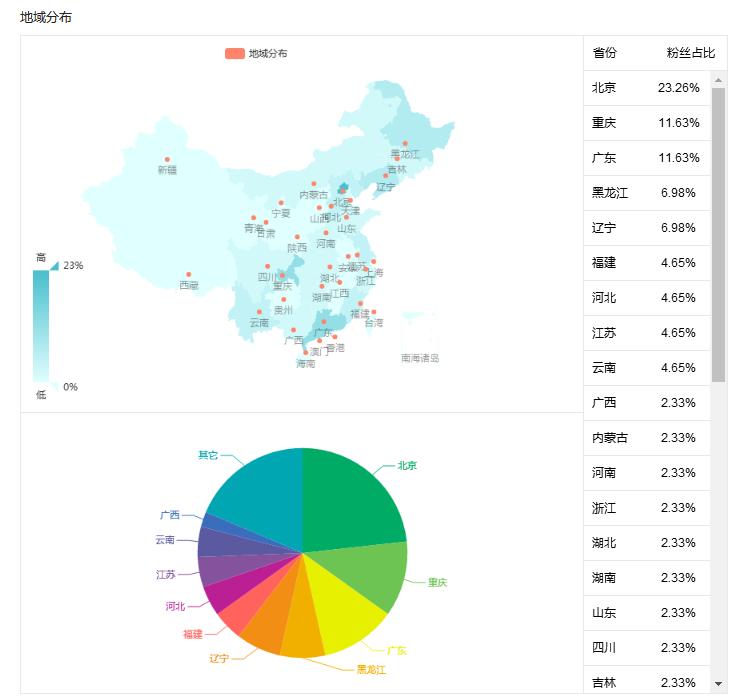 地域分布
地域分布
黑龙江
吉林
新疆
辽宁
内蒙古
北京
天津
宁夏
山西
河北
青海
甘肃
山东
陕西
河南
四川
重庆
湖北
安徽
江苏
上海
浙江
西藏
湖南
江西
贵州
云南
福建
台湾
广西
广东
澳门
香港
海南
南海诸岛
高
23%
0%
低
其它
北京
广西
云南
江苏
重庆
河北
福建
广东
辽宁
黑龙江
省份 粉丝占比
北京 23.26%
重庆 11.63%
广东 11.63%
黑龙江 6.98%
辽宁 6.98%
福建 4.65%
河北 4.65%
江苏 4.65%
云南 4.65%
广西 2.33%
内蒙古 2.33%
河南 2.33%
浙江 2.33%
湖北 2.33%
湖南 2.33%
山东 2.33%
四川 2.33%
吉林 2.33%